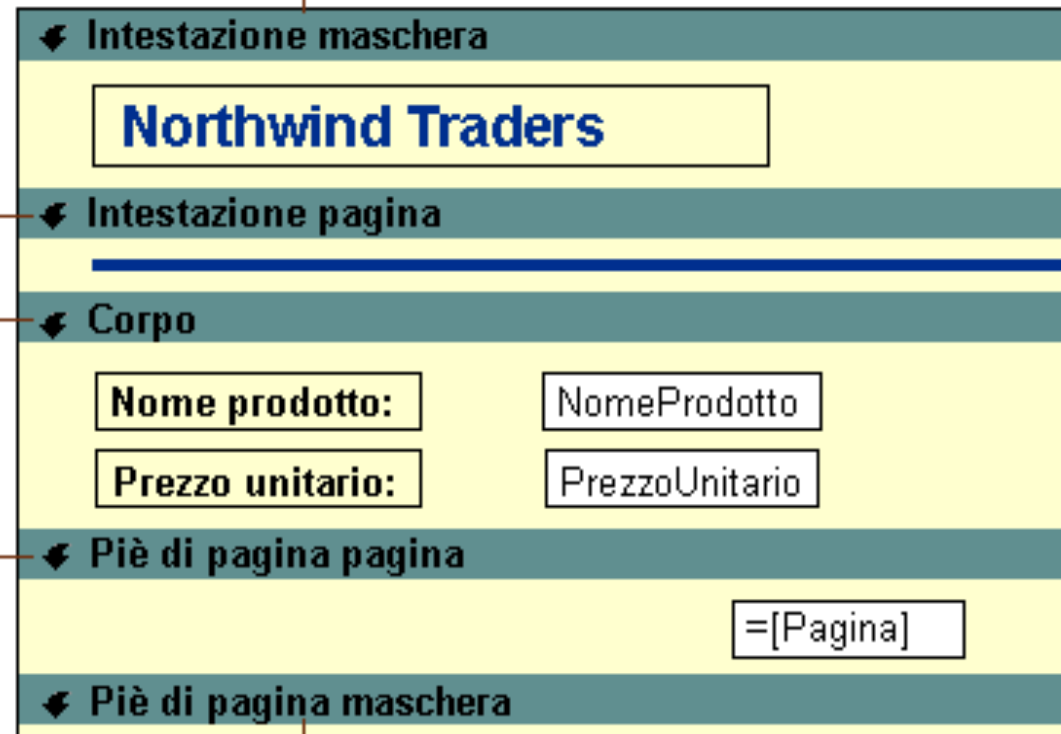 Intestazione maschera
Northwind Traders
Intestazione pagina
Corpo
Nome prodotto: NomeProdotto
Prezzo unitario: PrezzoUnitario
Piè di pagina pagina
=[Pagina]
Piè di pagina maschera